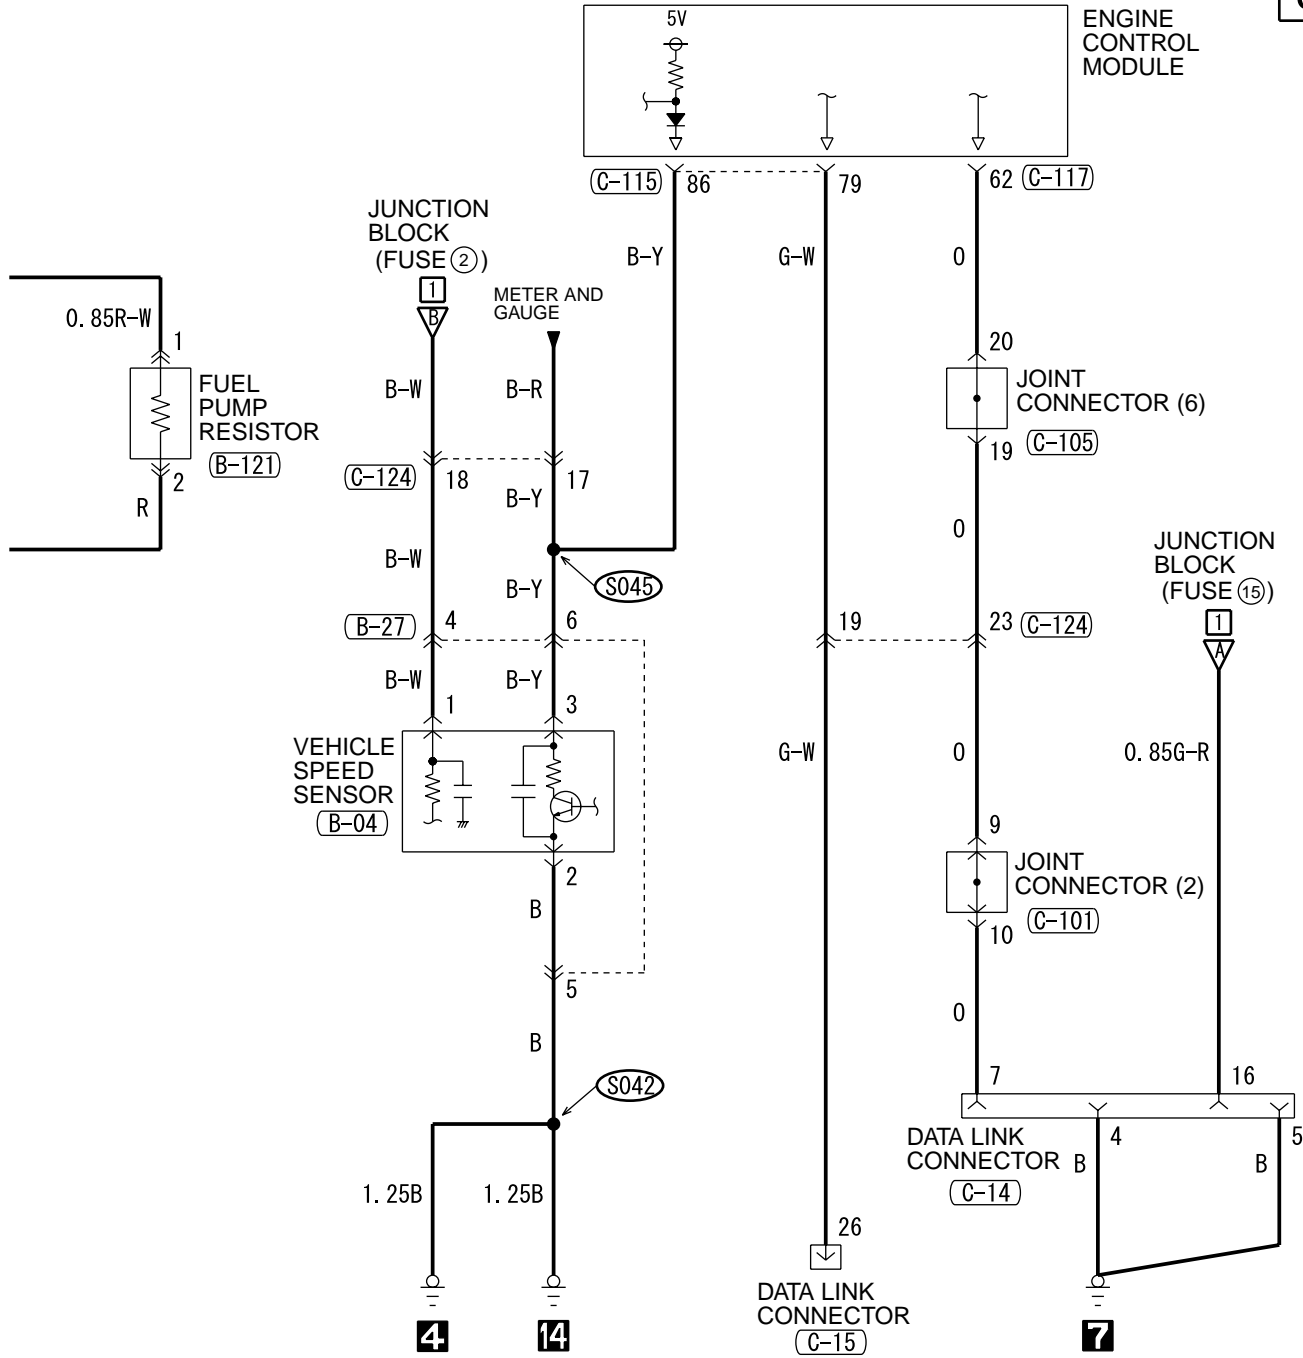 5V
ENGINE
CONTROL
MODULE
C-115
86
79
62
C-117
JUNCTION
BLOCK
(FUSE 2)
1
B
METER AND
GAUGE
B-Y
G-W
O
0.85R-W
1
FUEL
PUMP
RESISTOR
B-121
2
R
B-W
B-R
20
JOINT
CONNECTOR (6)
C-105
19
C-124
18
17
B-Y
O
B-W
B-Y
S045
JUNCTION
BLOCK
(FUSE 15)
1
A
B-27
4
6
19
23
C-124
B-W
B-Y
1
3
VEHICLE
SPEED
SENSOR
B-04
G-W
O
0.85G-R
9
JOINT
CONNECTOR (2)
C-101
10
2
B
5
B
O
S042
7
16
4
5
DATA LINK
CONNECTOR
C-14
B
B
1.25B
1.25B
26
DATA LINK
CONNECTOR
C-15
4
14
7